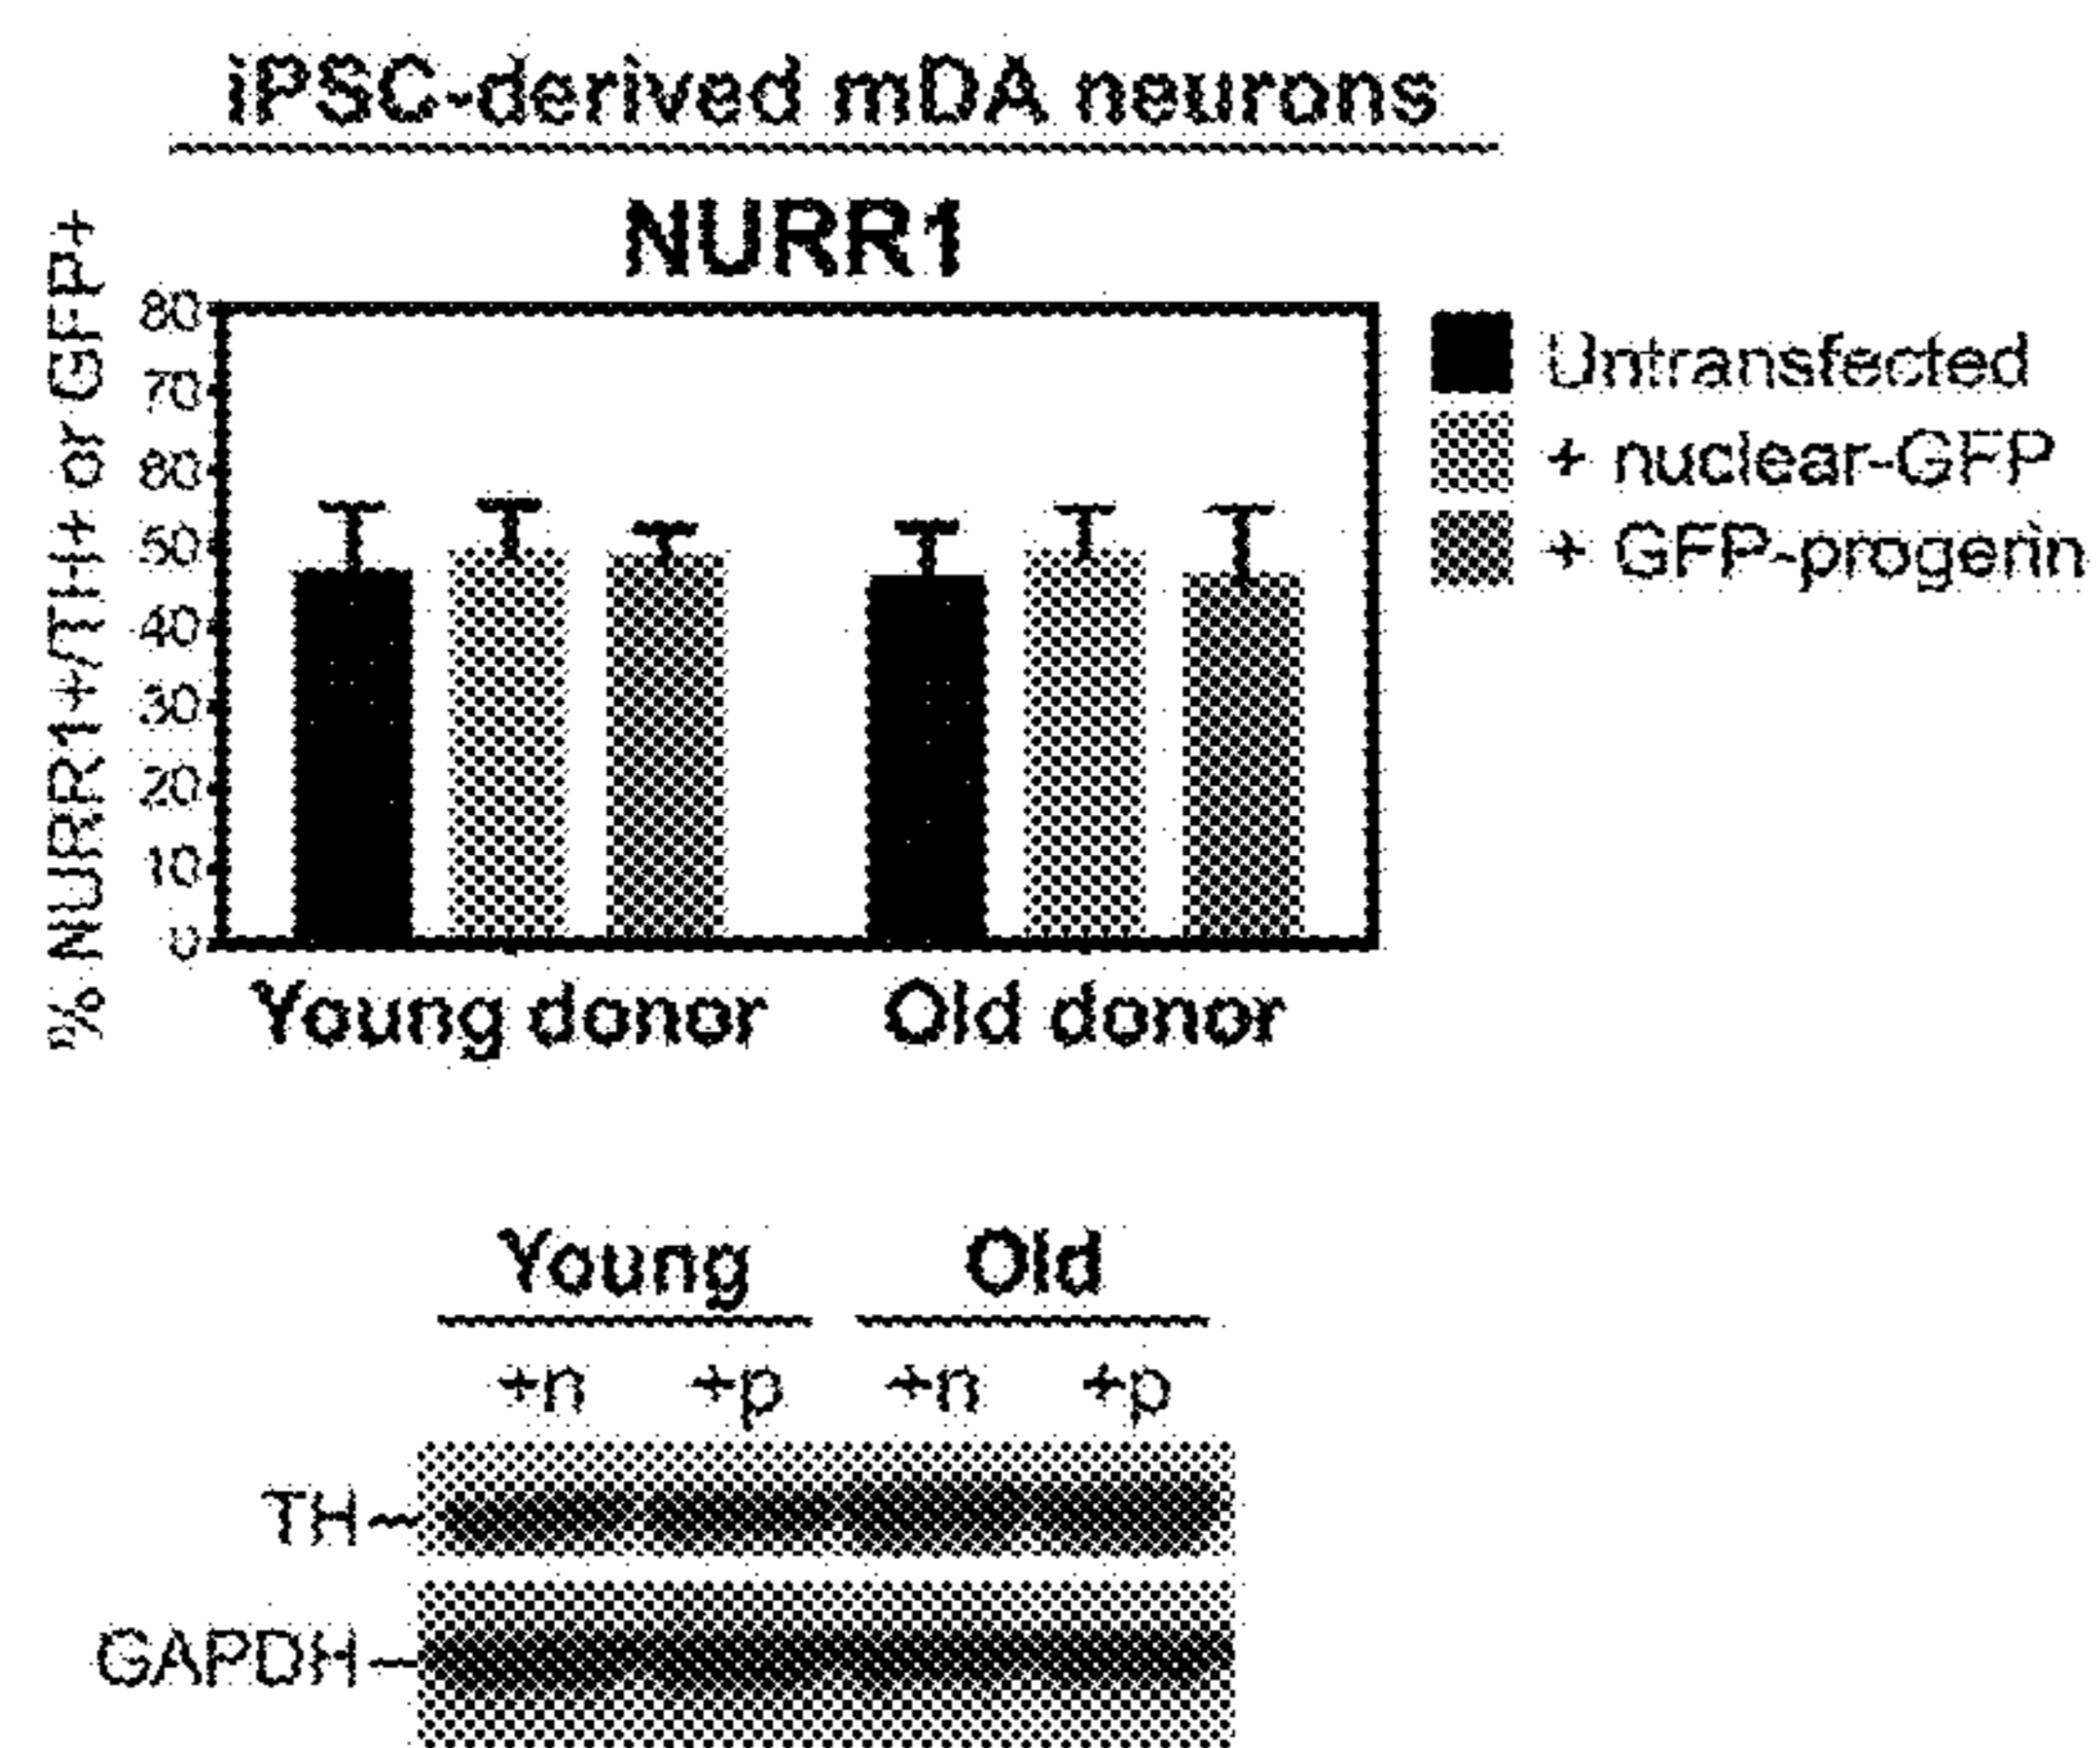 iPSC-derived mDA neurons
NURR1
% NURR1+/TH+ or GFP+
80
70
60
50
40
30
20
10
0
Young donor Old donor
Untransfected
+ nuclear-GFP
+ GFP-progerin
Young Old
+n +p +n +p
TH
GAPDH